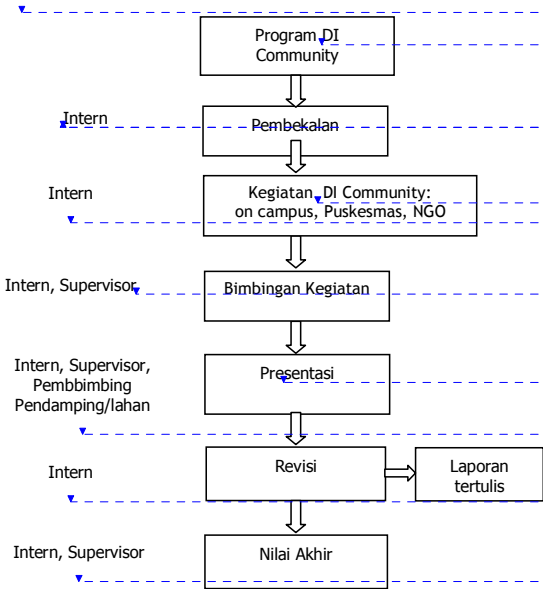 Program DI
Community
Intern
Pembekalan
Intern
Kegiatan DI Community:
on campus, Puskesmas, NGO
Intern, Supervisor
Bimbingan Kegiatan
Intern, Supervisor,
Pembbimbing
Pendamping/lahan
Presentasi
Intern
Revisi
Laporan
tertulis
Intern, Supervisor
Nilai Akhir